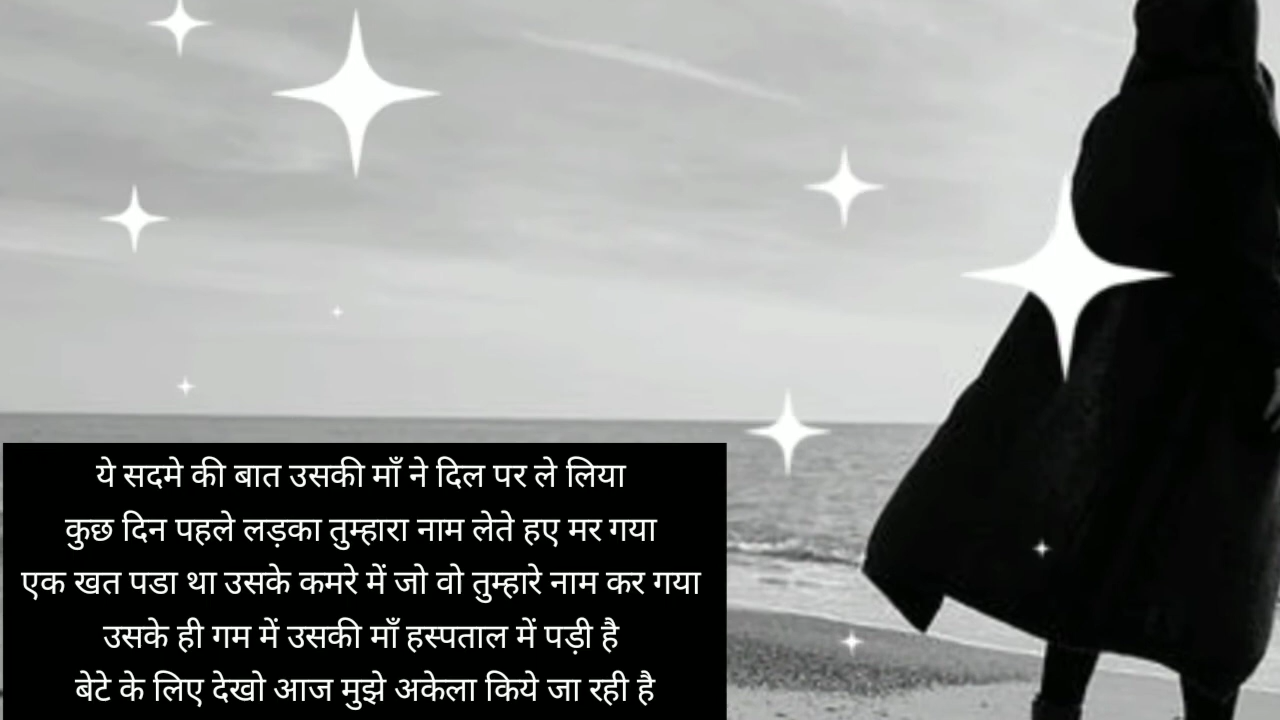 ये सदमे की बात उसकी माँ ने दिल पर ले लिया
कुछ दिन पहले लड़का तुम्हारा नाम लेते हुए मर गया
एक खत पडा था उसके कमरे में जो वो तुम्हारे नाम कर गया
उसके ही गम में उसकी माँ हस्पताल में पड़ी है
बेटे के लिए देखो आज मुझे अकेला किये जा रही है